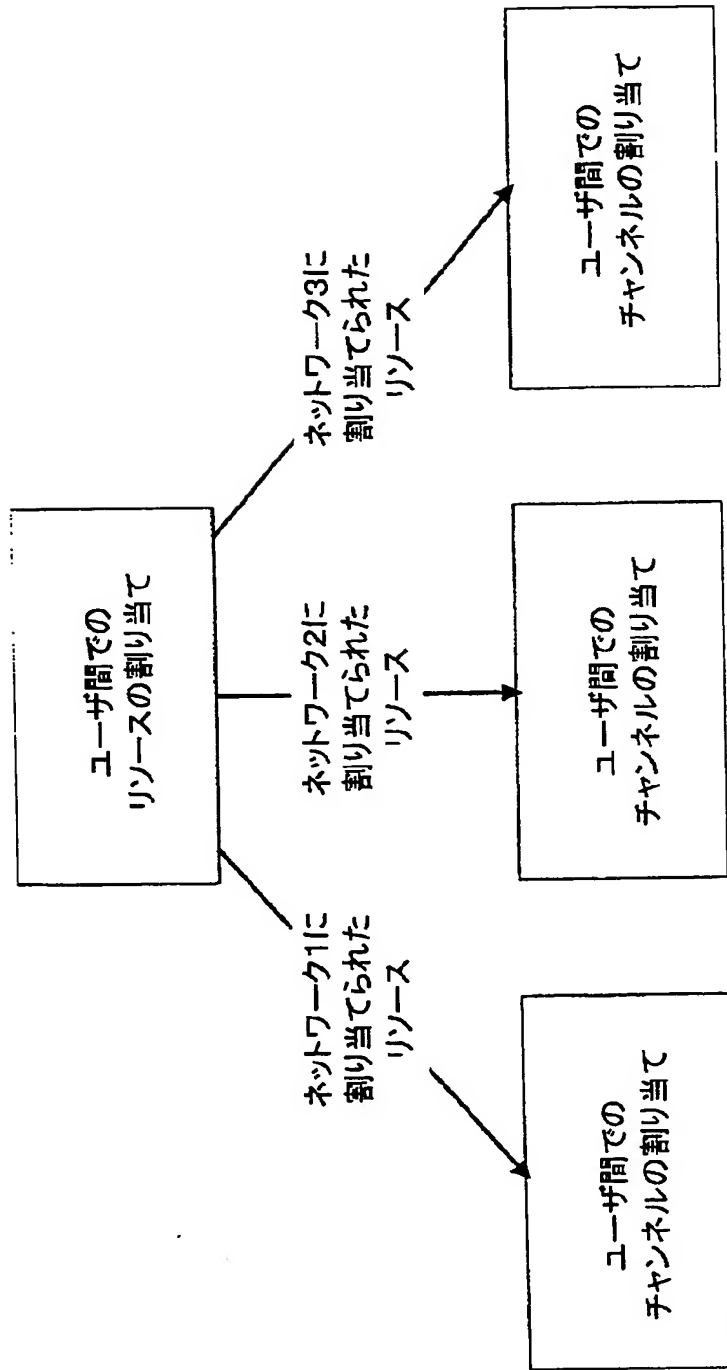 ユーザ間での
リソースの割り当て
ネットワーク1に
割り当てられた
リソース
ネットワーク2に
割り当てられた
リソース
ネットワーク3に
割り当てられた
リソース
ユーザ間での
チャンネルの割り当て
ユーザ間での
チャンネルの割り当て
ユーザ間での
チャンネルの割り当て